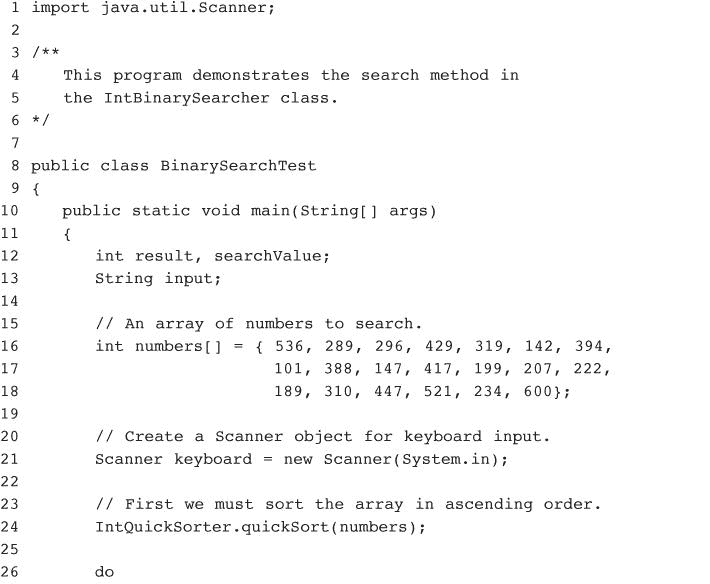 1 import java.util.Scanner;
2
3 /**
4    This program demonstrates the search method in
5    the IntBinarySearcher class.
6 */
7
8 public class BinarySearchTest
9 {
10    public static void main(String[] args)
11    {
12       int result, searchValue;
13       String input;
14
15       // An array of numbers to search.
16       int numbers[] = { 536, 289, 296, 429, 319, 142, 394,
17                         101, 388, 147, 417, 199, 207, 222,
18                         189, 310, 447, 521, 234, 600};
19
20       // Create a Scanner object for keyboard input.
21       Scanner keyboard = new Scanner(System.in);
22
23       // First we must sort the array in ascending order.
24       IntQuickSorter.quickSort(numbers);
25
26       do